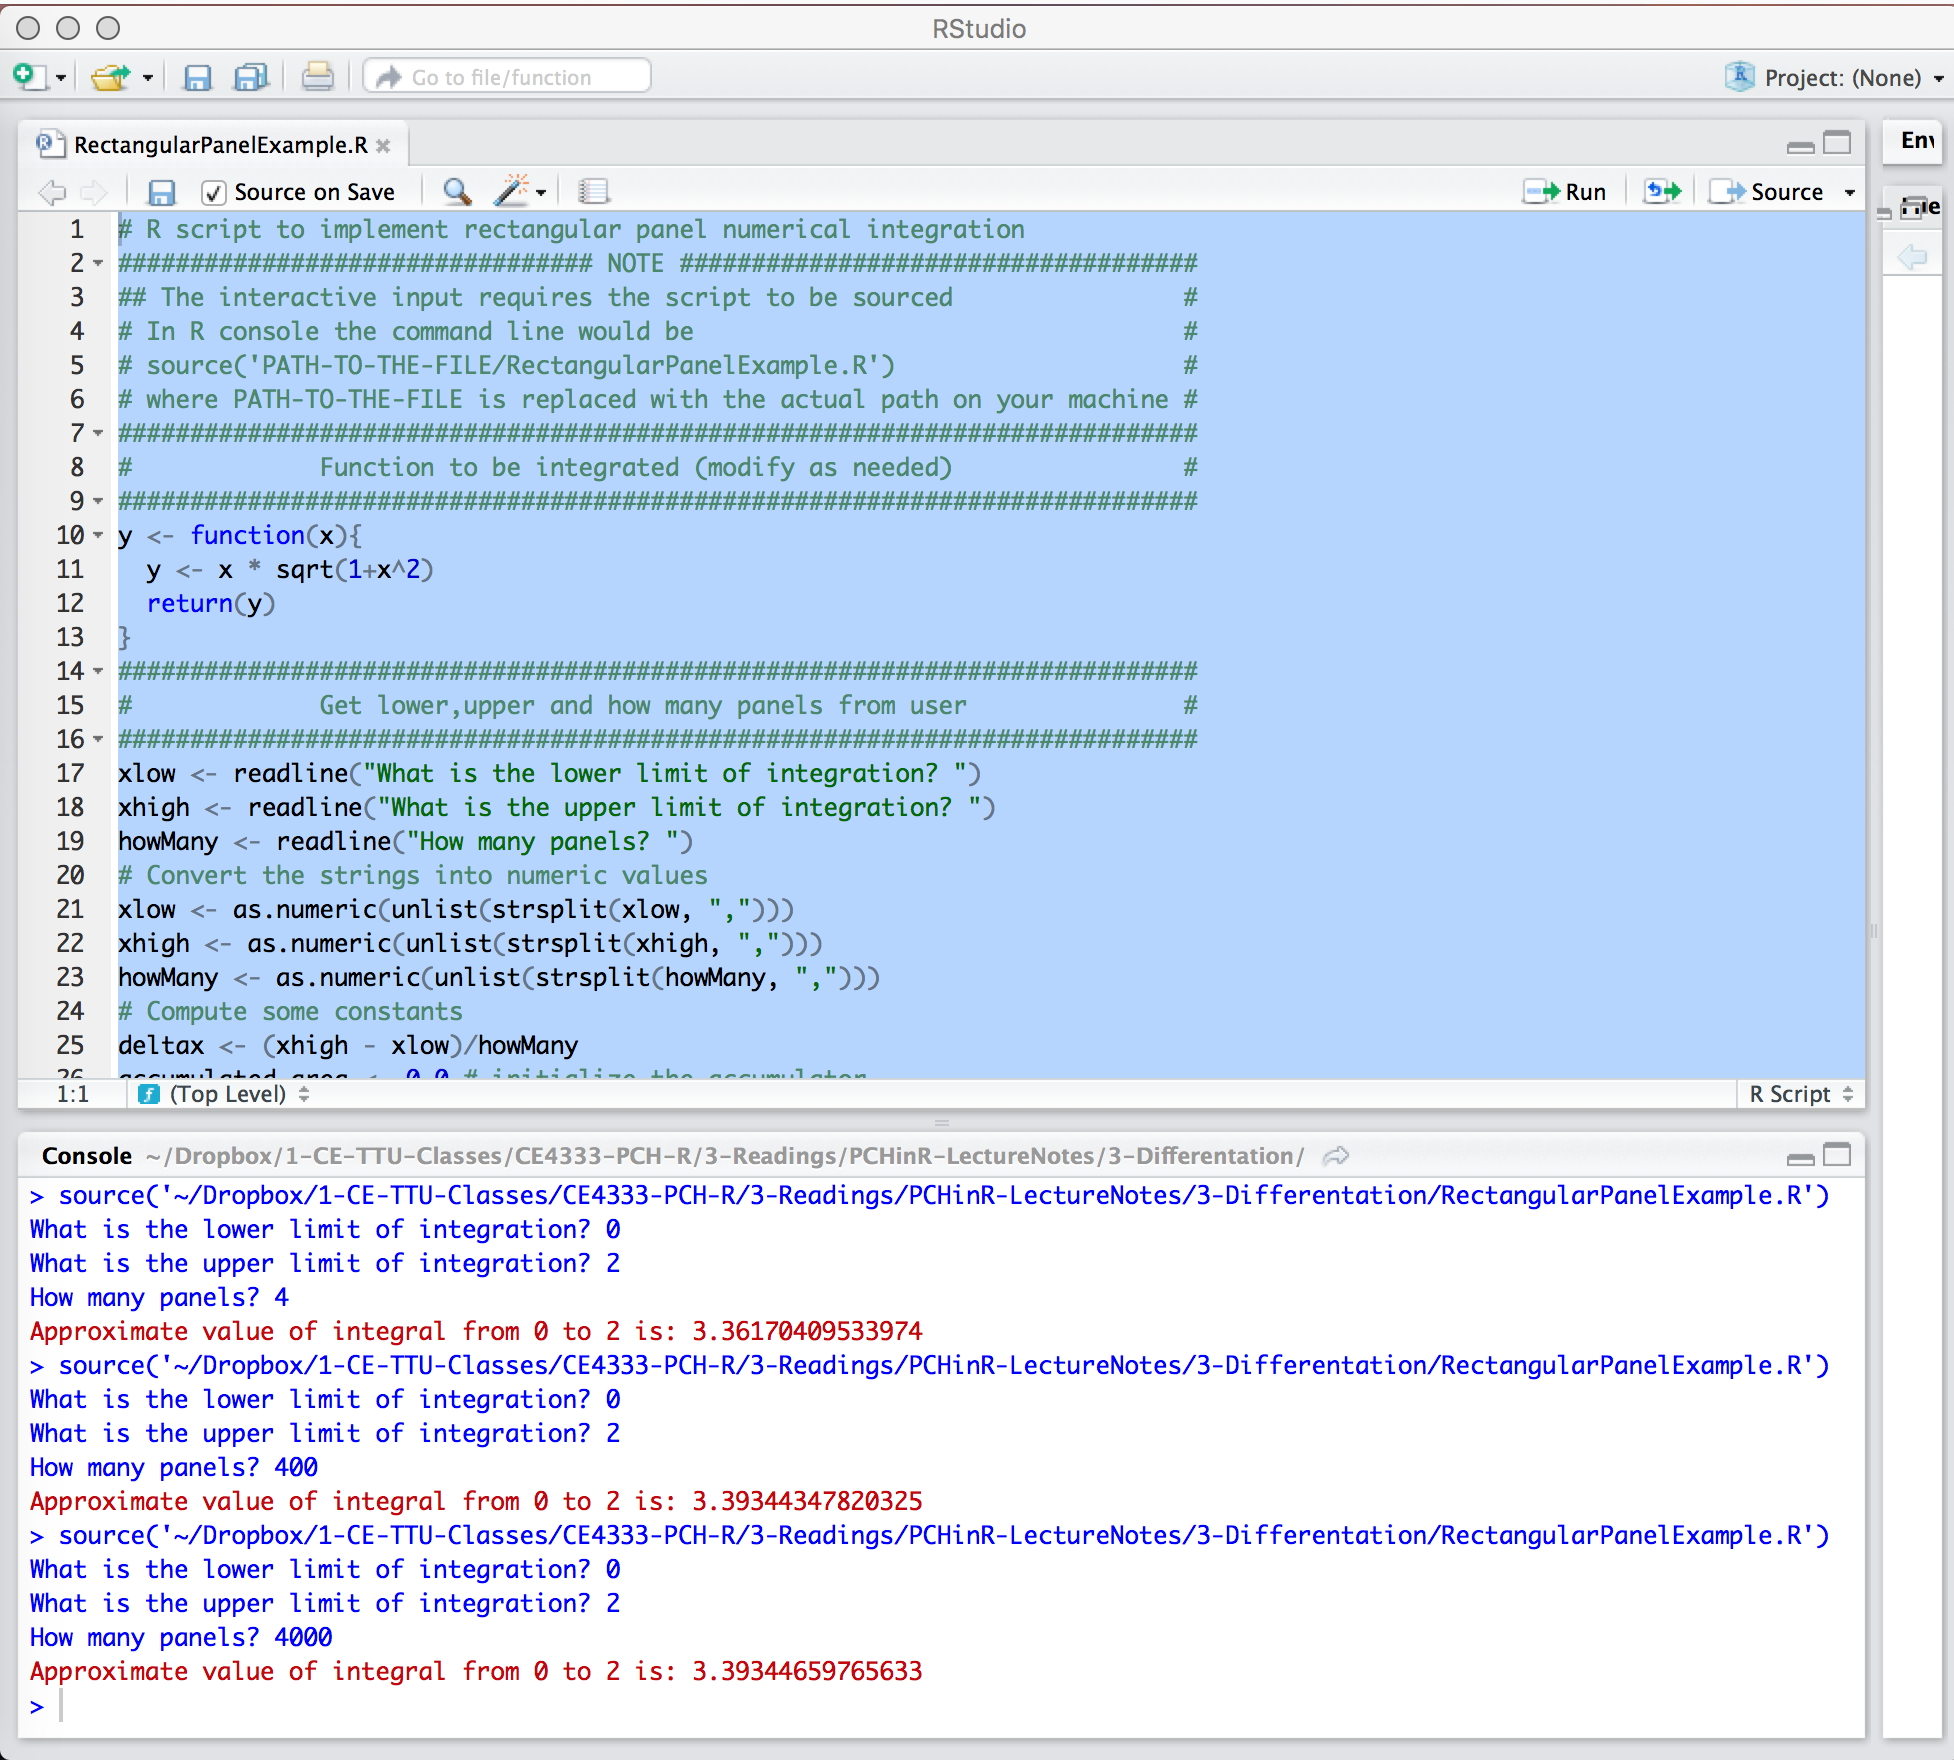 RStudio
Go to file/function
Project: (None)
RectangularPanelExample.R
Source on Save
Run
Source
1 # R script to implement rectangular panel numerical integration
2 ################################# NOTE ####################################
3 ## The interactive input requires the script to be sourced                #
4 # In R console the command line would be                                  #
5 # source('PATH-TO-THE-FILE/RectangularPanelExample.R')                    #
6 # where PATH-TO-THE-FILE is replaced with the actual path on your machine #
7 ###########################################################################
8 #             Function to be integrated (modify as needed)                #
9 ###########################################################################
10 y <- function(x){
11   y <- x * sqrt(1+x^2)
12   return(y)
13 }
14 ###########################################################################
15 #             Get lower,upper and how many panels from user               #
16 ###########################################################################
17 xlow <- readline("What is the lower limit of integration? ")
18 xhigh <- readline("What is the upper limit of integration? ")
19 howMany <- readline("How many panels? ")
20 # Convert the strings into numeric values
21 xlow <- as.numeric(unlist(strsplit(xlow, ",")))
22 xhigh <- as.numeric(unlist(strsplit(xhigh, ",")))
23 howMany <- as.numeric(unlist(strsplit(howMany, ",")))
24 # Compute some constants
25 deltax <- (xhigh - xlow)/howMany
26 accumulated_area <- 0.0 # initialize the accumulator
1:1 (Top Level) R Script
Console ~/Dropbox/1-CE-TTU-Classes/CE4333-PCH-R/3-Readings/PCHinR-LectureNotes/3-Differentation/
> source('~/Dropbox/1-CE-TTU-Classes/CE4333-PCH-R/3-Readings/PCHinR-LectureNotes/3-Differentation/RectangularPanelExample.R')
What is the lower limit of integration? 0
What is the upper limit of integration? 2
How many panels? 4
Approximate value of integral from 0 to 2 is: 3.36170409533974
> source('~/Dropbox/1-CE-TTU-Classes/CE4333-PCH-R/3-Readings/PCHinR-LectureNotes/3-Differentation/RectangularPanelExample.R')
What is the lower limit of integration? 0
What is the upper limit of integration? 2
How many panels? 400
Approximate value of integral from 0 to 2 is: 3.39344347820325
> source('~/Dropbox/1-CE-TTU-Classes/CE4333-PCH-R/3-Readings/PCHinR-LectureNotes/3-Differentation/RectangularPanelExample.R')
What is the lower limit of integration? 0
What is the upper limit of integration? 2
How many panels? 4000
Approximate value of integral from 0 to 2 is: 3.39344659765633
>